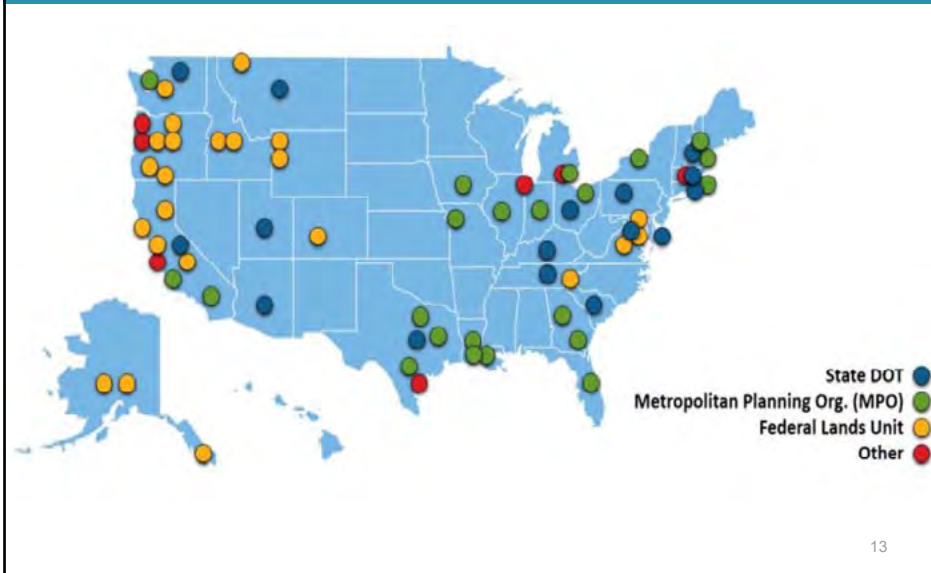 State DOT
Metropolitan Planning Org. (MPO)
Federal Lands Unit
Other
13